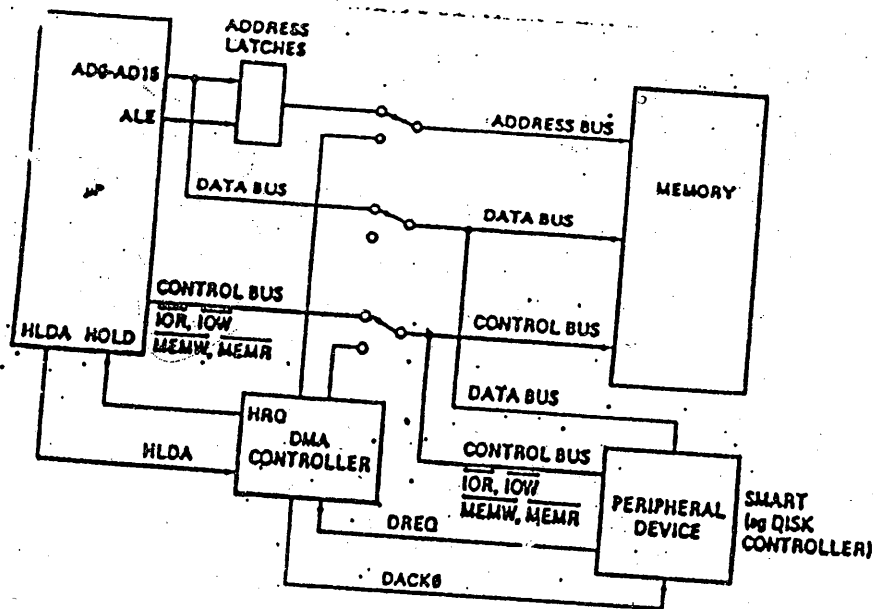 ADDRESS
LATCHES
AD0-AD15
ALE
ADDRESS BUS
μP
DATA BUS
MEMORY
DATA BUS
CONTROL BUS
IOR, IOW
MEMW, MEMR
HLDA HOLD
CONTROL BUS
DATA BUS
HRQ
DMA
CONTROLLER
HLDA
CONTROL BUS
IOR, IOW
MEMW, MEMR
PERIPHERAL
DEVICE
SMART
(eg DISK
CONTROLLER)
DREQ
DACK0